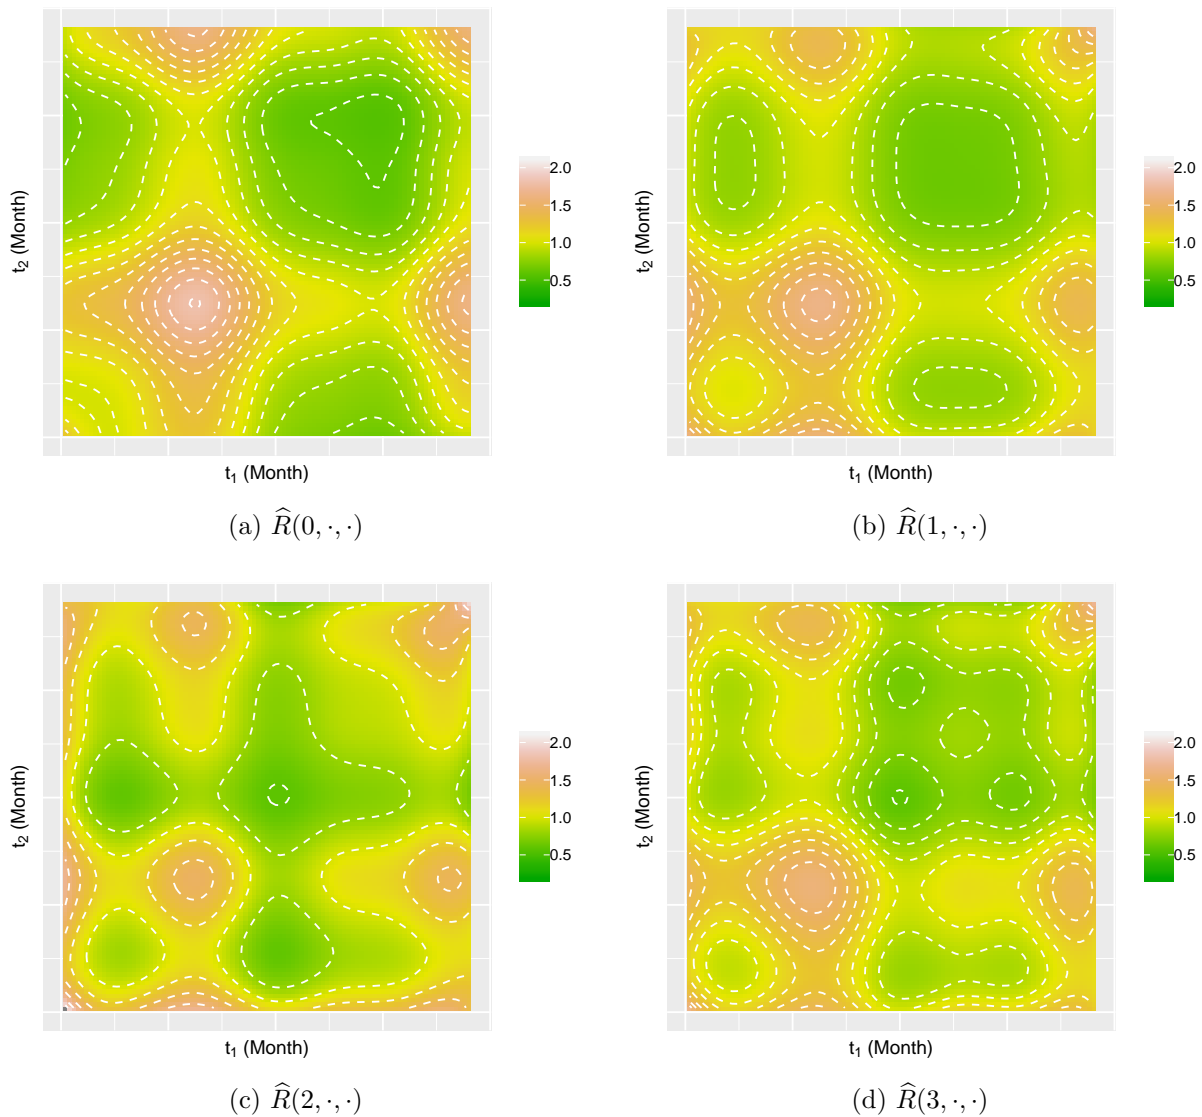 t₂ (Month)
2.0
1.5
1.0
0.5
t₁ (Month)
(a) R̂(0, ·, ·)
t₂ (Month)
2.0
1.5
1.0
0.5
t₁ (Month)
(b) R̂(1, ·, ·)
t₂ (Month)
2.0
1.5
1.0
0.5
t₁ (Month)
(c) R̂(2, ·, ·)
t₂ (Month)
2.0
1.5
1.0
0.5
t₁ (Month)
(d) R̂(3, ·, ·)